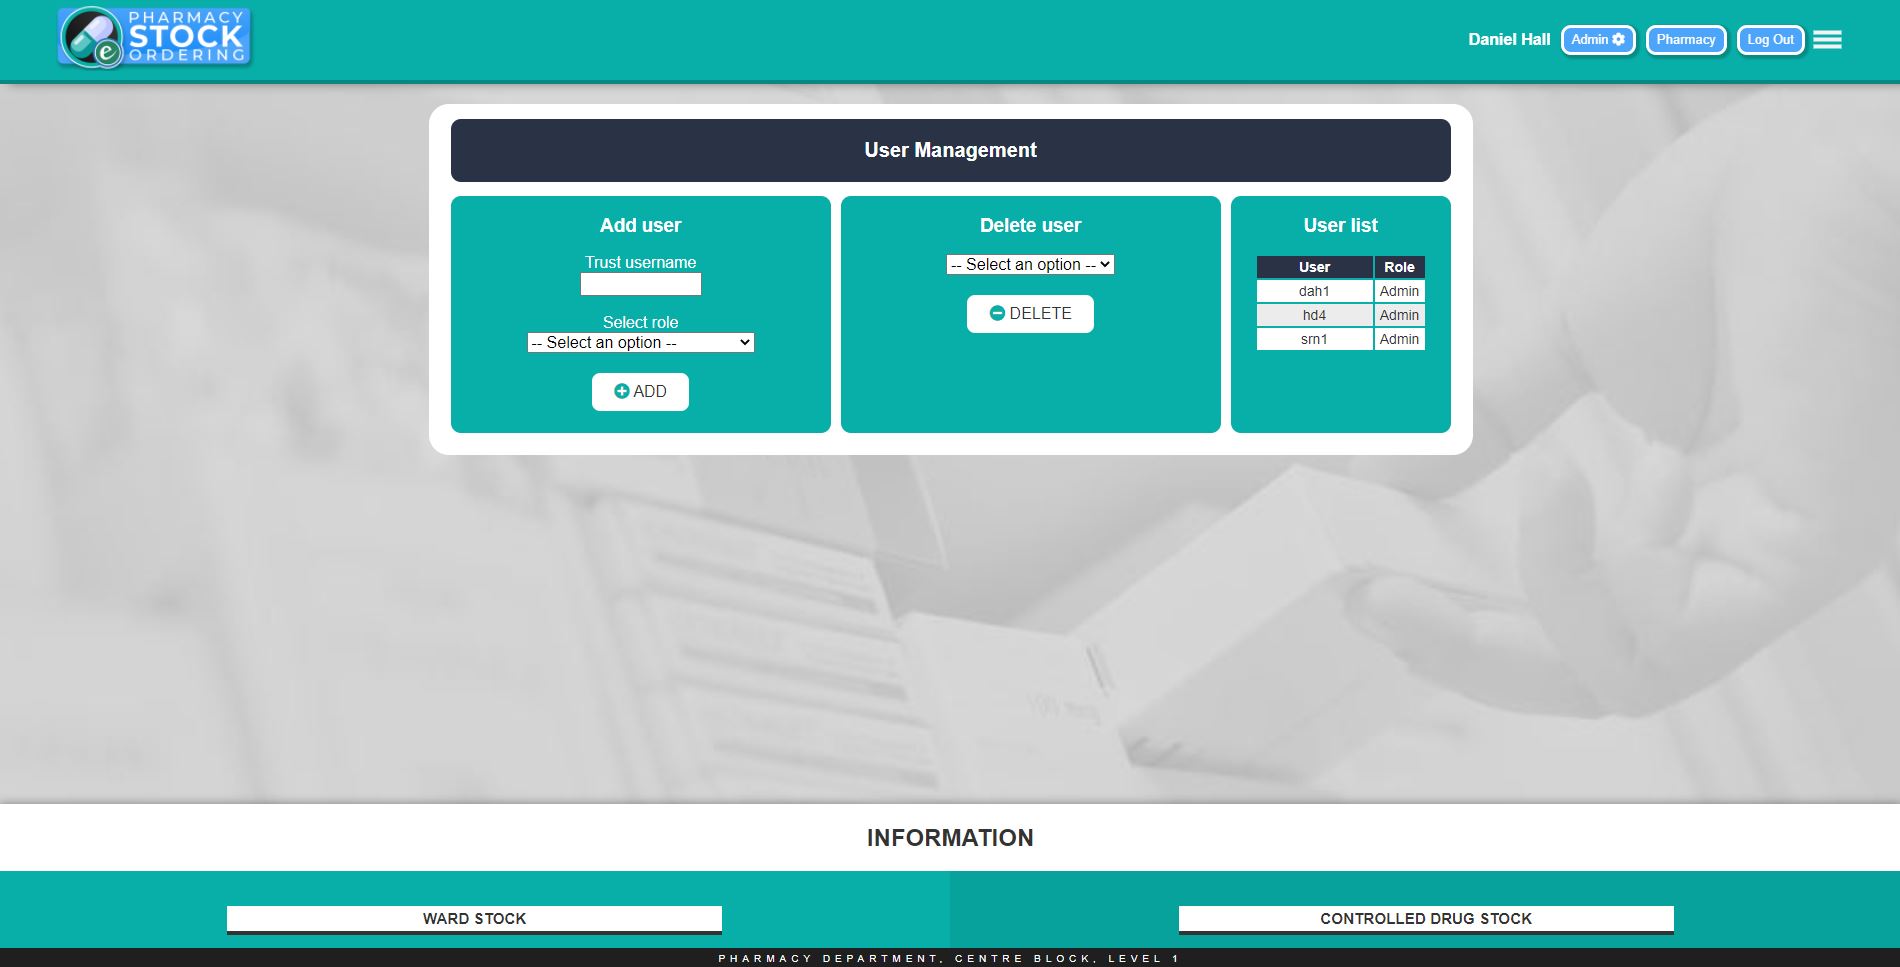 PHARMACY
STOCK
ORDERING
e
Daniel Hall
Admin
Pharmacy
Log Out
User Management
Add user
Trust username
Select role
-- Select an option --
ADD
Delete user
-- Select an option --
DELETE
User list
User Role
dah1 Admin
hd4 Admin
srn1 Admin
INFORMATION
WARD STOCK
CONTROLLED DRUG STOCK
PHARMACY DEPARTMENT, CENTRE BLOCK, LEVEL 1